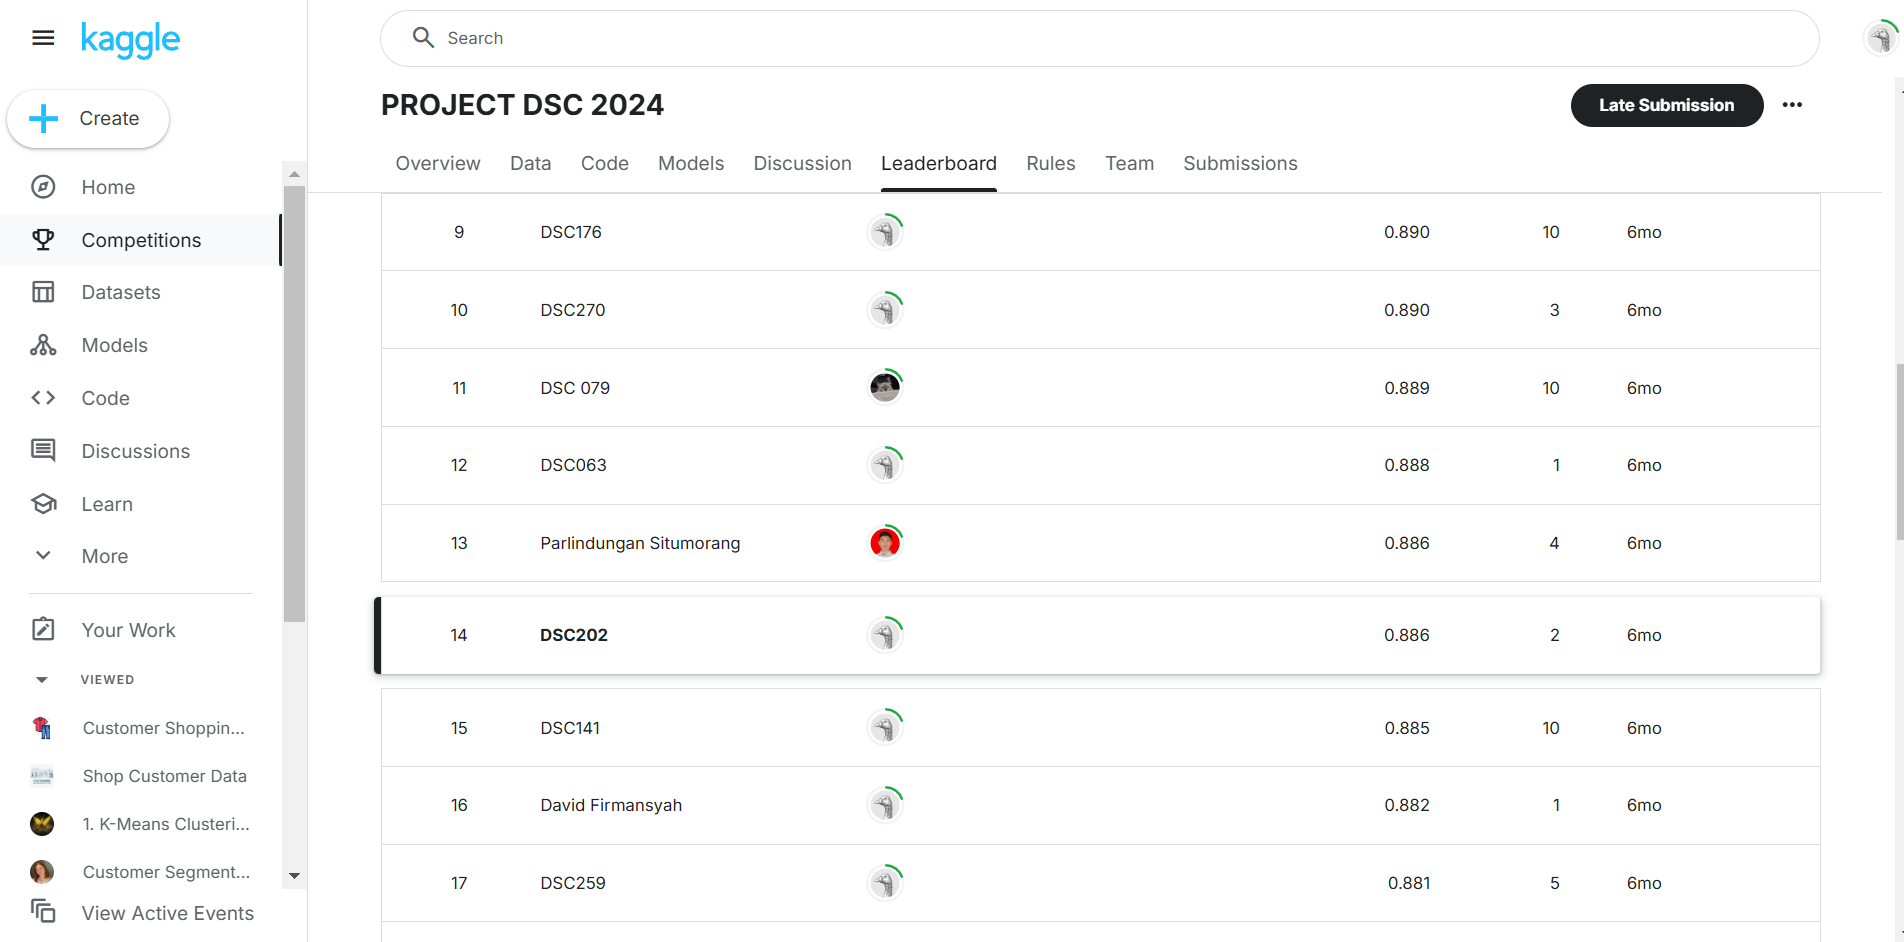 kaggle
Search
Create
PROJECT DSC 2024
Late Submission
Overview Data Code Models Discussion Leaderboard Rules Team Submissions
Home
Competitions
Datasets
Models
Code
Discussions
Learn
More
Your Work
VIEWED
Customer Shoppin...
Shop Customer Data
1. K-Means Clusteri...
Customer Segment...
View Active Events
9 DSC176 0.890 10 6mo
10 DSC270 0.890 3 6mo
11 DSC 079 0.889 10 6mo
12 DSC063 0.888 1 6mo
13 Parlindungan Situmorang 0.886 4 6mo
14 DSC202 0.886 2 6mo
15 DSC141 0.885 10 6mo
16 David Firmansyah 0.882 1 6mo
17 DSC259 0.881 5 6mo